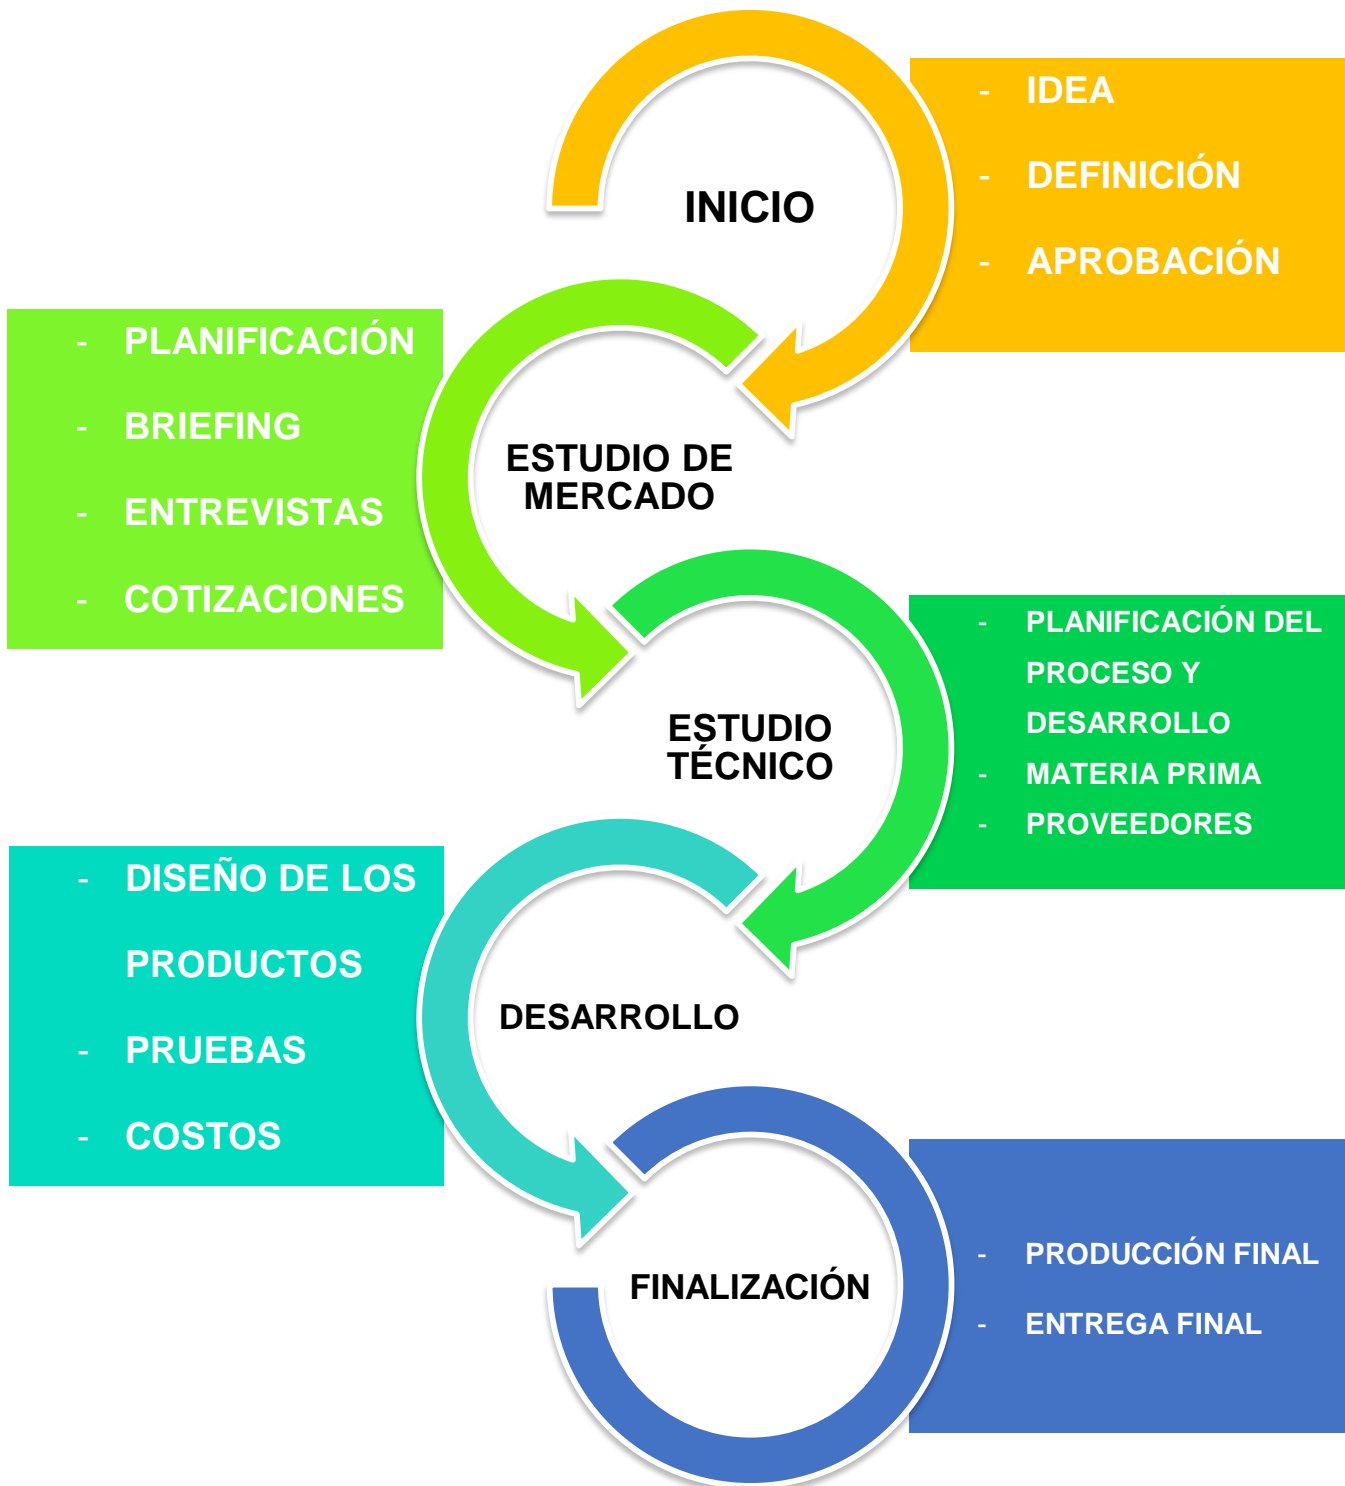 INICIO
- IDEA
- DEFINICIÓN
- APROBACIÓN
ESTUDIO DE
MERCADO
- PLANIFICACIÓN
- BRIEFING
- ENTREVISTAS
- COTIZACIONES
ESTUDIO
TÉCNICO
- PLANIFICACIÓN DEL
PROCESO Y
DESARROLLO
- MATERIA PRIMA
- PROVEEDORES
DESARROLLO
- DISEÑO DE LOS
PRODUCTOS
- PRUEBAS
- COSTOS
FINALIZACIÓN
- PRODUCCIÓN FINAL
- ENTREGA FINAL